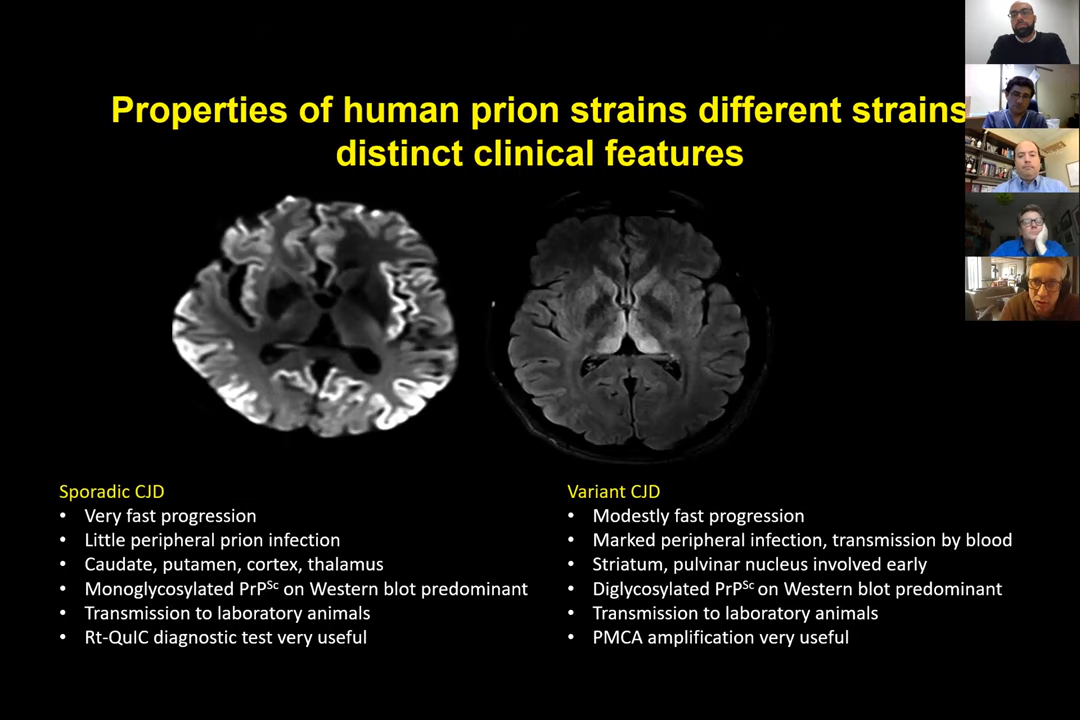 Properties of human prion strains different strains
distinct clinical features
Sporadic CJD
• Very fast progression
• Little peripheral prion infection
• Caudate, putamen, cortex, thalamus
• Monoglycosylated PrPSc on Western blot predominant
• Transmission to laboratory animals
• Rt-QuIC diagnostic test very useful
Variant CJD
• Modestly fast progression
• Marked peripheral infection, transmission by blood
• Striatum, pulvinar nucleus involved early
• Diglycosylated PrPSc on Western blot predominant
• Transmission to laboratory animals
• PMCA amplification very useful